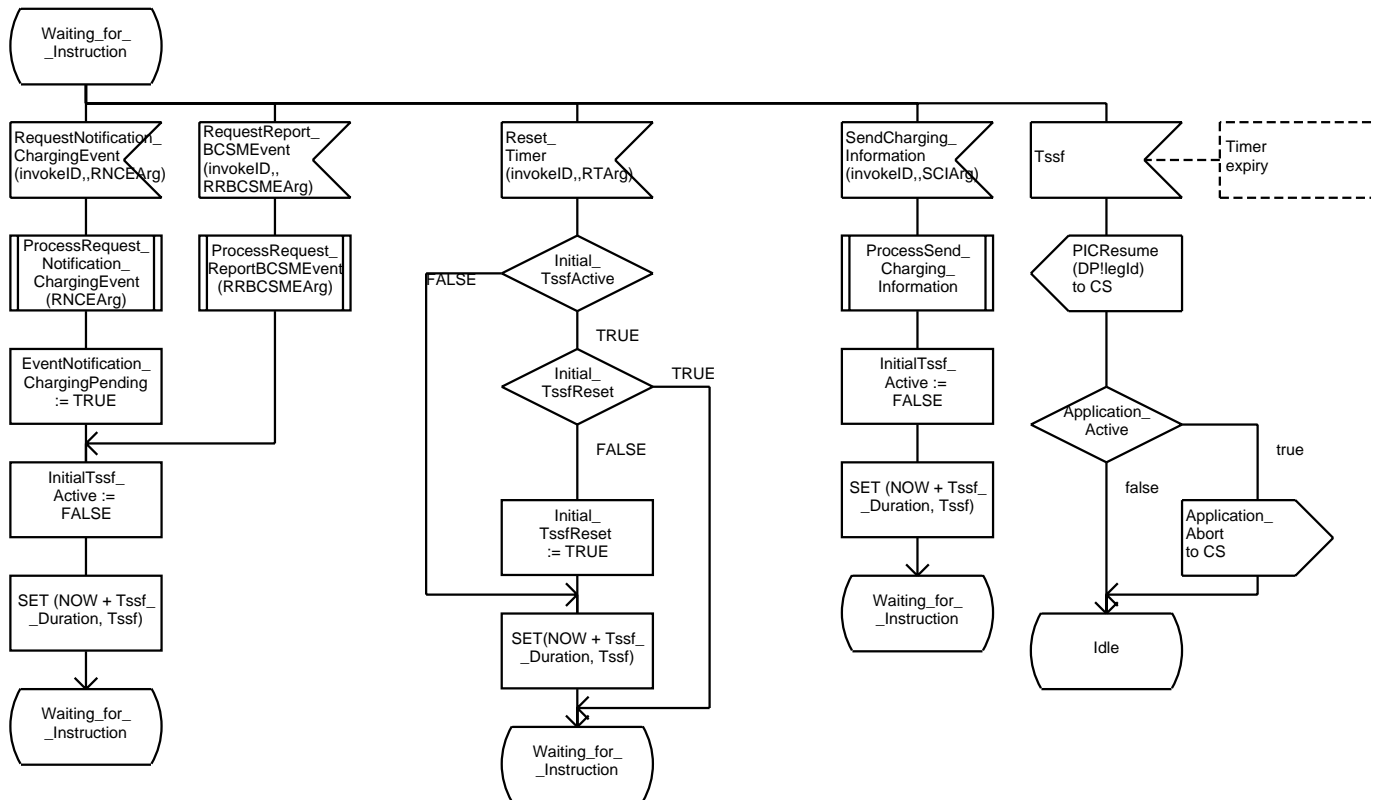 Waiting_for_
_Instruction
RequestNotification_
ChargingEvent
(invokeID,,RNCEArg)
ProcessRequest_
Notification_
ChargingEvent
(RNCEArg)
EventNotification_
ChargingPending
:= TRUE
InitialTssf_
Active :=
FALSE
SET (NOW + Tssf_
_Duration, Tssf)
Waiting_for_
_Instruction
RequestReport_
BCSMEvent
(invokeID,,
RRBCSMEArg)
ProcessRequest_
ReportBCSMEvent
(RRBCSMEArg)
Reset_
Timer
(invokeID,,RTArg)
Initial_
TssfActive
FALSE
TRUE
Initial_
TssfReset
TRUE
FALSE
Initial_
TssfReset
:= TRUE
SET(NOW + Tssf_
_Duration, Tssf)
Waiting_for_
_Instruction
SendCharging_
Information
(invokeID,,SCIArg)
ProcessSend_
Charging_
Information
InitialTssf_
Active :=
FALSE
SET (NOW + Tssf_
_Duration, Tssf)
Waiting_for_
_Instruction
Tssf
Timer
expiry
PICResume
(DP!legId)
to CS
Application_
Active
true
false
Application_
Abort
to CS
Idle